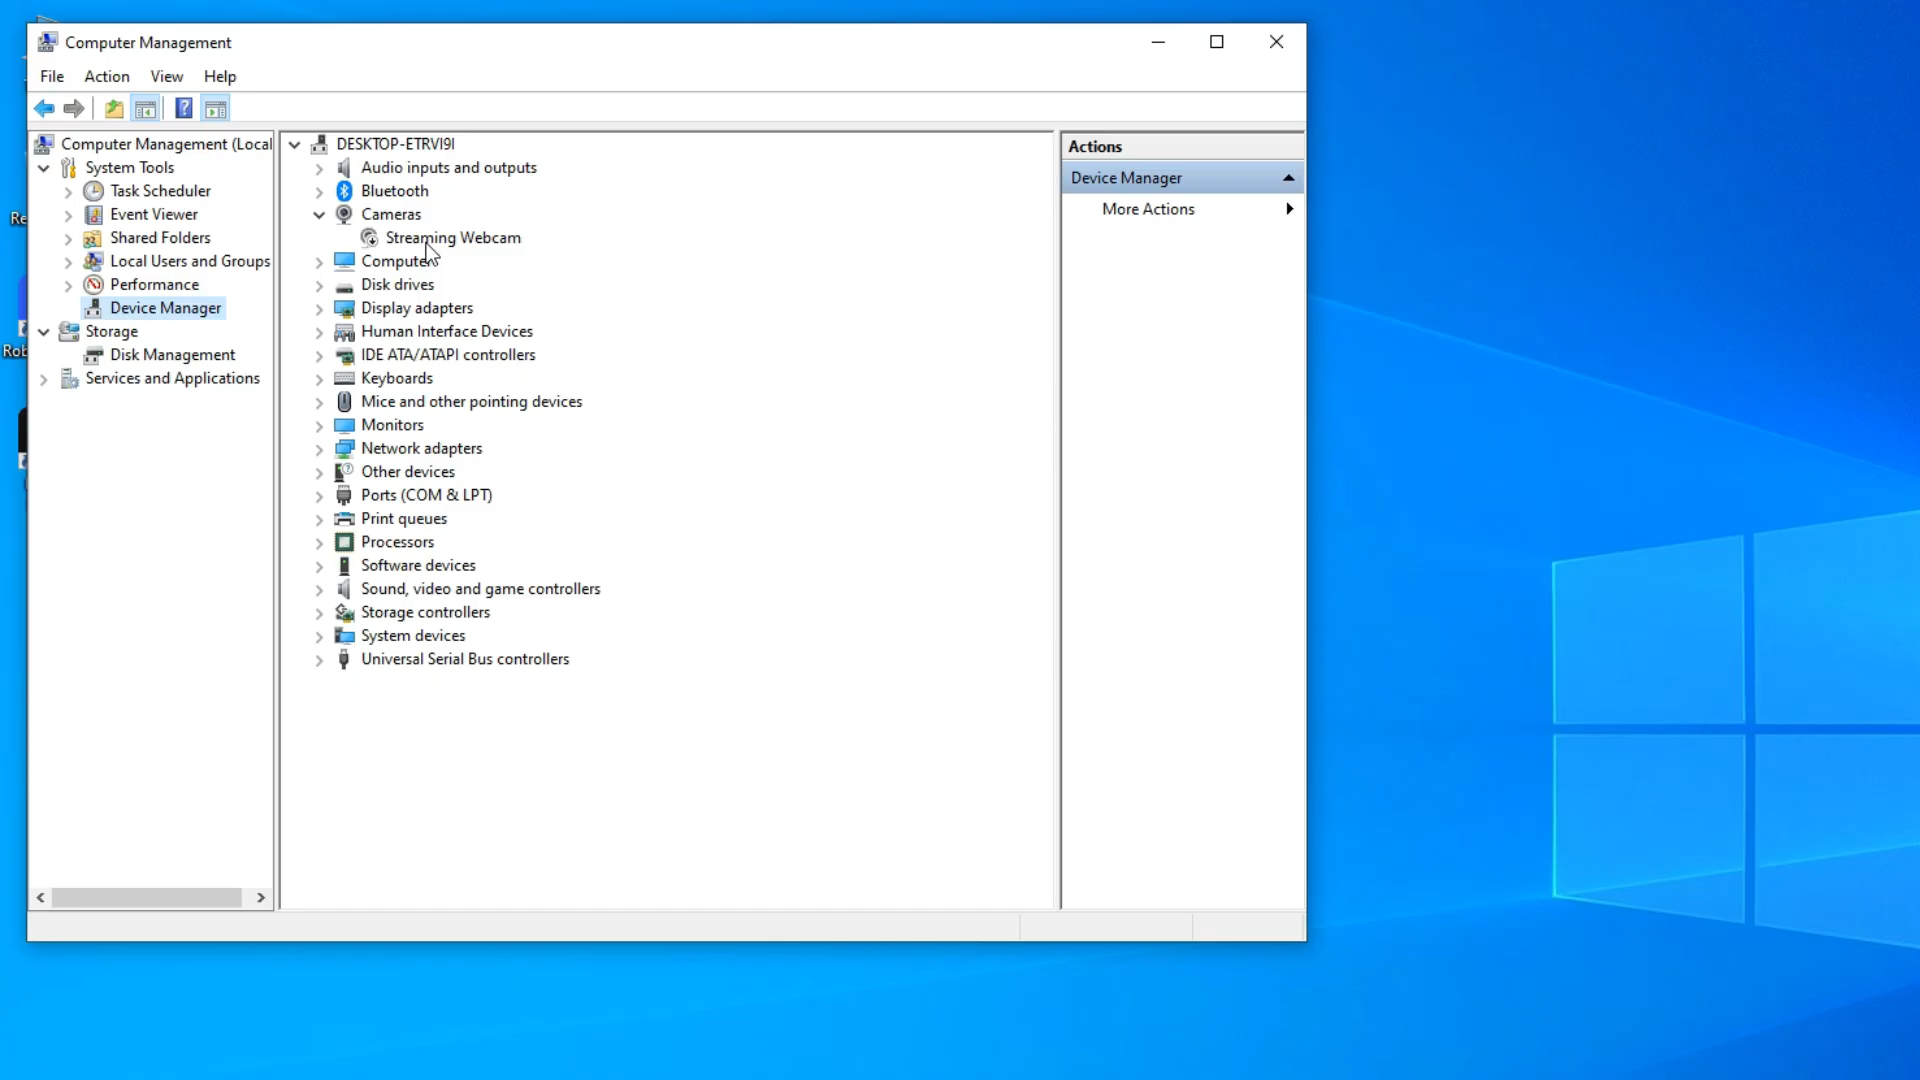 Computer Management
File Action View Help
Computer Management (Local
System Tools
Task Scheduler
Event Viewer
Shared Folders
Local Users and Groups
Performance
Device Manager
Storage
Disk Management
Services and Applications
DESKTOP-ETRVI9I
Audio inputs and outputs
Bluetooth
Cameras
Streaming Webcam
Computer
Disk drives
Display adapters
Human Interface Devices
IDE ATA/ATAPI controllers
Keyboards
Mice and other pointing devices
Monitors
Network adapters
Other devices
Ports (COM & LPT)
Print queues
Processors
Software devices
Sound, video and game controllers
Storage controllers
System devices
Universal Serial Bus controllers
Actions
Device Manager
More Actions
Re
Rob